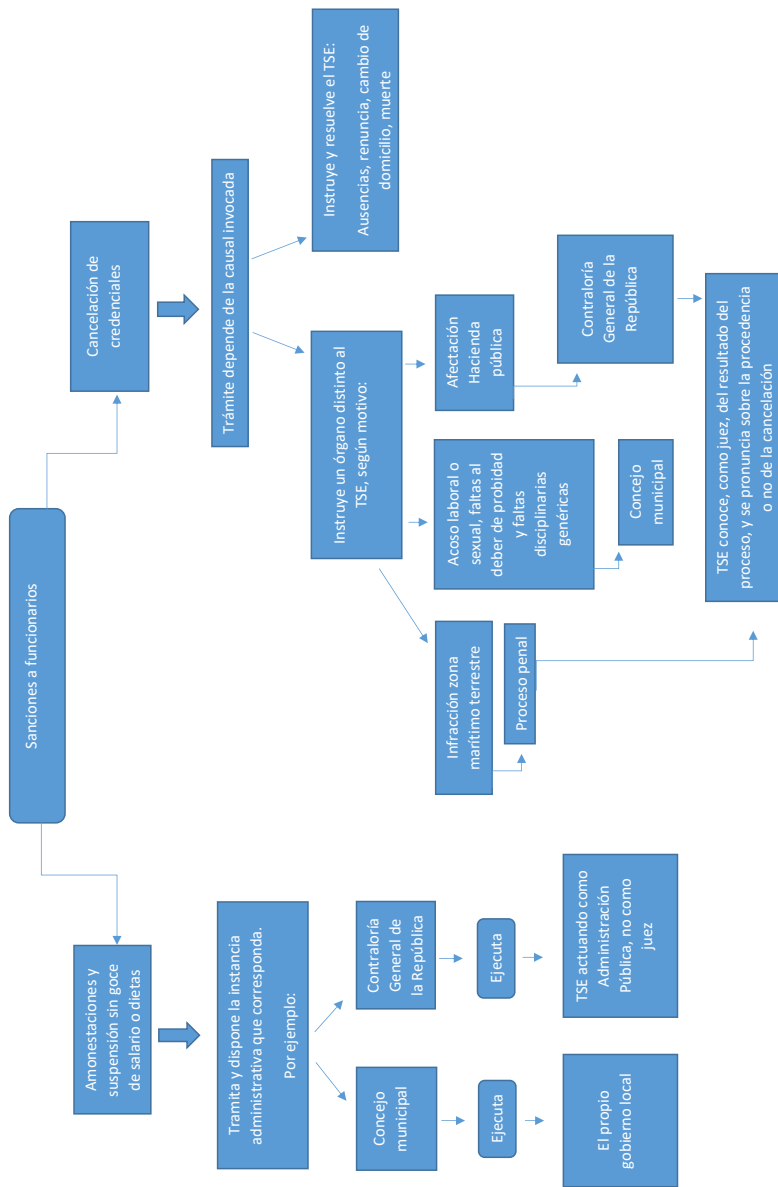 Sanciones a funcionarios
Amonestaciones y
suspensión sin goce
de salario o dietas
Tramita y dispone la instancia
administrativa que corresponda.
Por ejemplo:
Concejo
municipal
Ejecuta
El propio
gobierno local
Contraloría
General de
la República
Ejecuta
TSE actuando como
Administración
Pública, no como
juez
Cancelación de
credenciales
Trámite depende de la causal invocada
Instruye un órgano distinto al
TSE, según motivo:
Infracción zona
marítimo terrestre
Proceso penal
Acoso laboral o
sexual, faltas al
deber de probidad
y faltas
disciplinarias
genéricas
Concejo
municipal
Afectación
Hacienda
pública
Contraloría
General de la
República
TSE conoce, como juez, del resultado del
proceso, y se pronuncia sobre la procedencia
o no de la cancelación
Instruye y resuelve el TSE:
Ausencias, renuncia, cambio de
domicilio, muerte